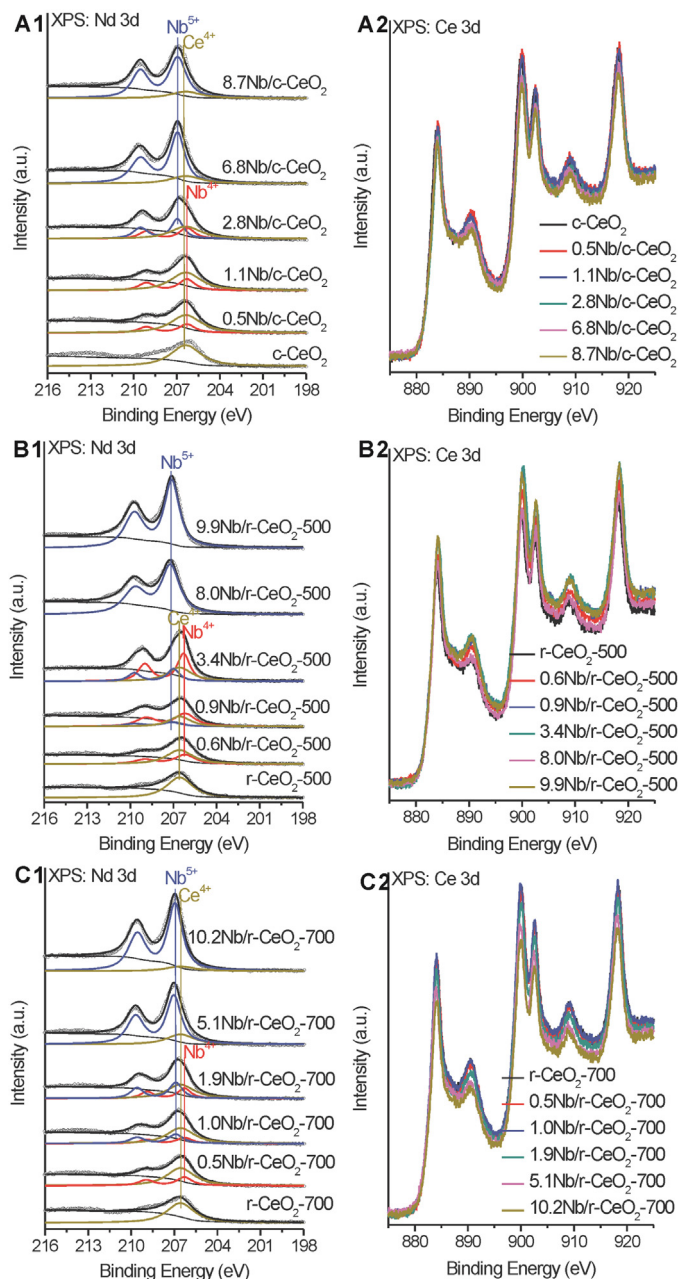 A1 XPS: Nd 3d
Nb⁵⁺
Ce⁴⁺
8.7Nb/c-CeO₂
6.8Nb/c-CeO₂
Nb⁴⁺
2.8Nb/c-CeO₂
1.1Nb/c-CeO₂
0.5Nb/c-CeO₂
c-CeO₂
Intensity (a.u.)
216 213 210 207 204 201 198
Binding Energy (eV)
A2 XPS: Ce 3d
c-CeO₂
0.5Nb/c-CeO₂
1.1Nb/c-CeO₂
2.8Nb/c-CeO₂
6.8Nb/c-CeO₂
8.7Nb/c-CeO₂
Intensity (a.u.)
880 890 900 910 920
Binding Energy (eV)
B1 XPS: Nd 3d
Nb⁵⁺
9.9Nb/r-CeO₂-500
8.0Nb/r-CeO₂-500
Ce⁴⁺
Nb⁴⁺
3.4Nb/r-CeO₂-500
0.9Nb/r-CeO₂-500
0.6Nb/r-CeO₂-500
r-CeO₂-500
Intensity (a.u.)
216 213 210 207 204 201 198
Binding Energy (eV)
B2 XPS: Ce 3d
r-CeO₂-500
0.6Nb/r-CeO₂-500
0.9Nb/r-CeO₂-500
3.4Nb/r-CeO₂-500
8.0Nb/r-CeO₂-500
9.9Nb/r-CeO₂-500
Intensity (a.u.)
880 890 900 910 920
Binding Energy (eV)
C1 XPS: Nd 3d
Nb⁵⁺
Ce⁴⁺
10.2Nb/r-CeO₂-700
5.1Nb/r-CeO₂-700
Nb⁴⁺
1.9Nb/r-CeO₂-700
1.0Nb/r-CeO₂-700
0.5Nb/r-CeO₂-700
r-CeO₂-700
Intensity (a.u.)
216 213 210 207 204 201 198
Binding Energy (eV)
C2 XPS: Ce 3d
r-CeO₂-700
0.5Nb/r-CeO₂-700
1.0Nb/r-CeO₂-700
1.9Nb/r-CeO₂-700
5.1Nb/r-CeO₂-700
10.2Nb/r-CeO₂-700
Intensity (a.u.)
880 890 900 910 920
Binding Energy (eV)